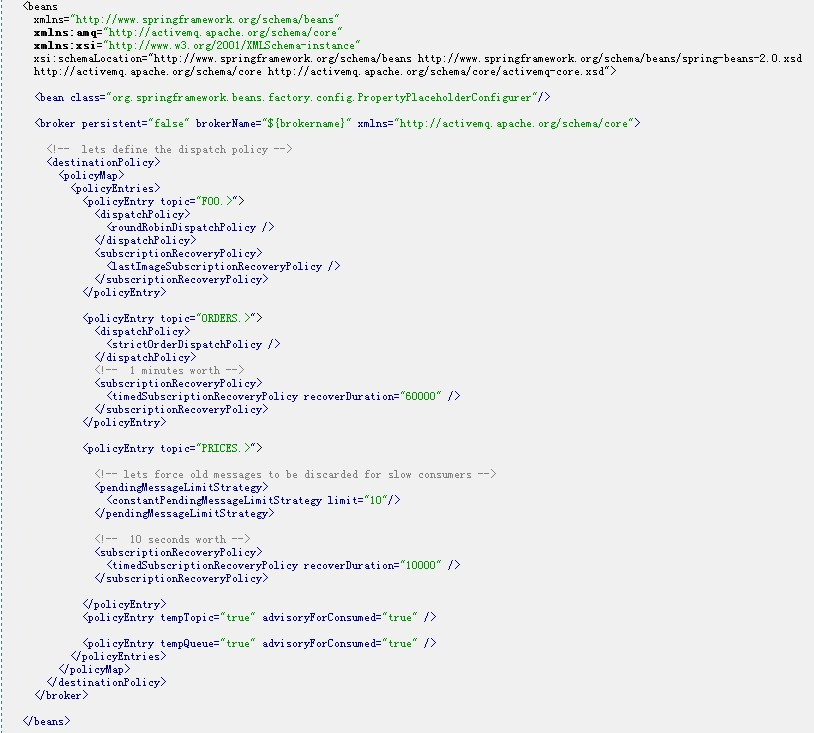 <beans
xmlns="http://www.springframework.org/schema/beans"
xmlns:amq="http://activemq.apache.org/schema/core"
xmlns:xsi="http://www.w3.org/2001/XMLSchema-instance"
xsi:schemaLocation="http://www.springframework.org/schema/beans http://www.springframework.org/schema/beans/spring-beans-2.0.xsd
http://activemq.apache.org/schema/core http://activemq.apache.org/schema/core/activemq-core.xsd">
<bean class="org.springframework.beans.factory.config.PropertyPlaceholderConfigurer"/>
<broker persistent="false" brokerName="${brokername}" xmlns="http://activemq.apache.org/schema/core">
<!--  lets define the dispatch policy -->
<destinationPolicy>
<policyMap>
<policyEntries>
<policyEntry topic="FOO.>">
<dispatchPolicy>
<roundRobinDispatchPolicy />
</dispatchPolicy>
<subscriptionRecoveryPolicy>
<lastImageSubscriptionRecoveryPolicy />
</subscriptionRecoveryPolicy>
</policyEntry>
<policyEntry topic="ORDERS.>">
<dispatchPolicy>
<strictOrderDispatchPolicy />
</dispatchPolicy>
<!--  1 minutes worth -->
<subscriptionRecoveryPolicy>
<timedSubscriptionRecoveryPolicy recoverDuration="60000" />
</subscriptionRecoveryPolicy>
</policyEntry>
<policyEntry topic="PRICES.>">
<!-- lets force old messages to be discarded for slow consumers -->
<pendingMessageLimitStrategy>
<constantPendingMessageLimitStrategy limit="10"/>
</pendingMessageLimitStrategy>
<!--  10 seconds worth -->
<subscriptionRecoveryPolicy>
<timedSubscriptionRecoveryPolicy recoverDuration="10000" />
</subscriptionRecoveryPolicy>
</policyEntry>
<policyEntry tempTopic="true" advisoryForConsumed="true" />
<policyEntry tempQueue="true" advisoryForConsumed="true" />
</policyEntries>
</policyMap>
</destinationPolicy>
</broker>
</beans>